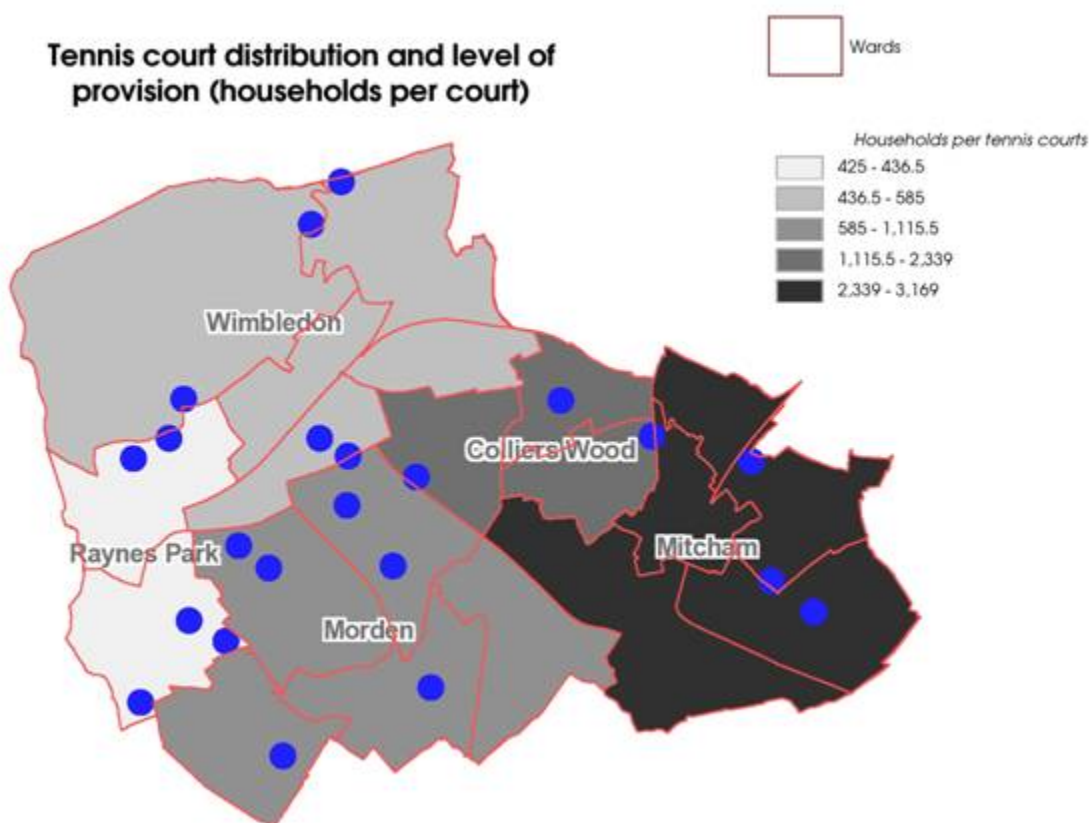 Tennis court distribution and level of
provision (households per court)
Wards
Households per tennis courts
425 - 436.5
436.5 - 585
585 - 1,115.5
1,115.5 - 2,339
2,339 - 3,169
Wimbledon
Colliers Wood
Raynes Park
Mitcham
Morden